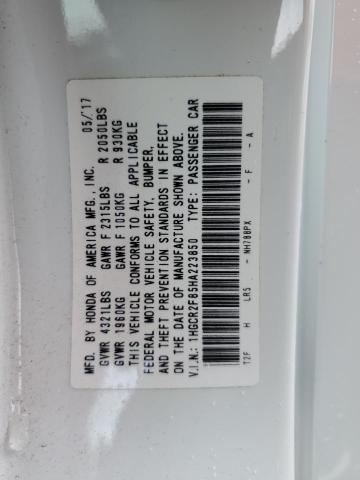 MFD. BY HONDA OF AMERICA MFG., INC. 05/'17
GVWR 4321LBS GAWR F 2315LBS R 2050LBS
GVWR 1960KG GAWR F 1050KG R 930KG
THIS VEHICLE CONFORMS TO ALL APPLICABLE
FEDERAL MOTOR VEHICLE SAFETY, BUMPER,
AND THEFT PREVENTION STANDARDS IN EFFECT
ON THE DATE OF MANUFACTURE SHOWN ABOVE.
V.I.N.: 1HGCR2F85HA223850 TYPE: PASSENGER CAR
T2F H LR5 - NH788PX - F - A